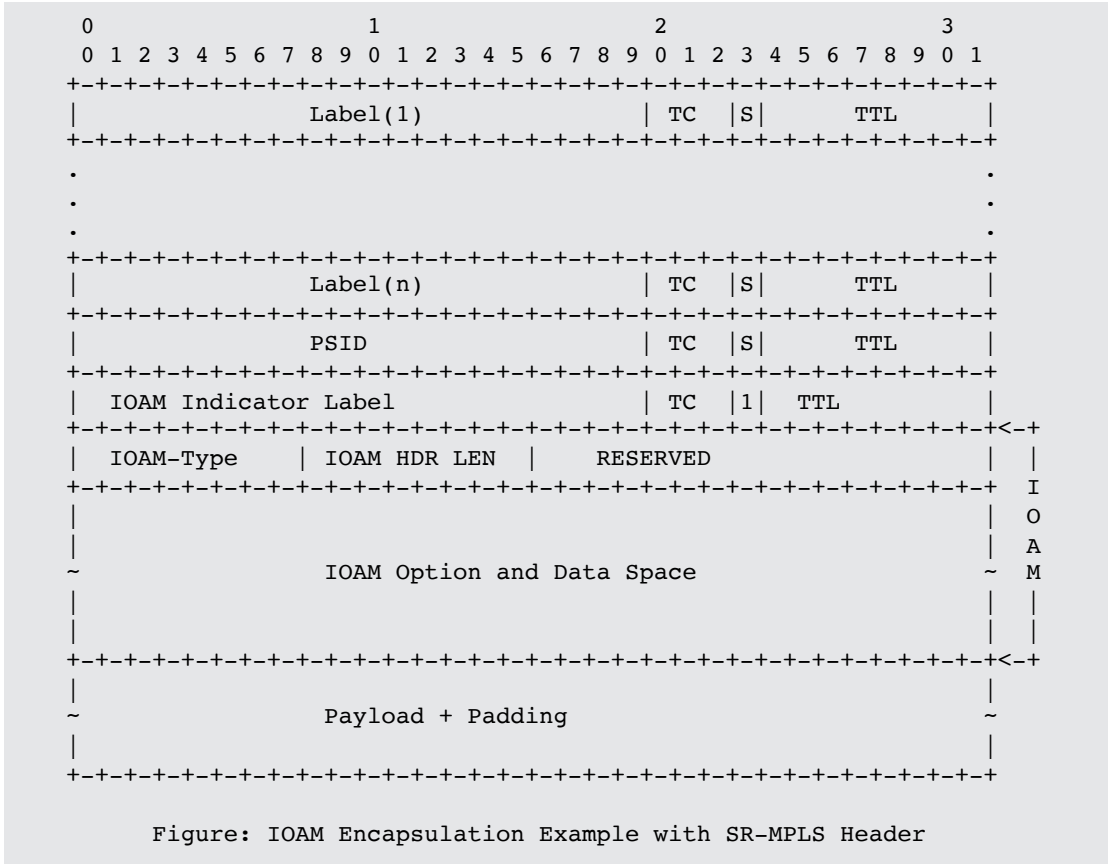 0                   1                   2                   3
 0 1 2 3 4 5 6 7 8 9 0 1 2 3 4 5 6 7 8 9 0 1 2 3 4 5 6 7 8 9 0 1
+-+-+-+-+-+-+-+-+-+-+-+-+-+-+-+-+-+-+-+-+-+-+-+-+-+-+-+-+-+-+-+-+
|                Label(1)               | TC  |S|      TTL      |
+-+-+-+-+-+-+-+-+-+-+-+-+-+-+-+-+-+-+-+-+-+-+-+-+-+-+-+-+-+-+-+-+
.                                                               .
.                                                               .
.                                                               .
+-+-+-+-+-+-+-+-+-+-+-+-+-+-+-+-+-+-+-+-+-+-+-+-+-+-+-+-+-+-+-+-+
|                Label(n)               | TC  |S|      TTL      |
+-+-+-+-+-+-+-+-+-+-+-+-+-+-+-+-+-+-+-+-+-+-+-+-+-+-+-+-+-+-+-+-+
|                PSID                   | TC  |S|      TTL      |
+-+-+-+-+-+-+-+-+-+-+-+-+-+-+-+-+-+-+-+-+-+-+-+-+-+-+-+-+-+-+-+-+
|  IOAM Indicator Label                 | TC  |1|  TTL          |
+-+-+-+-+-+-+-+-+-+-+-+-+-+-+-+-+-+-+-+-+-+-+-+-+-+-+-+-+-+-+-+-+<-+
|  IOAM-Type    | IOAM HDR LEN  |    RESERVED                   |  |
+-+-+-+-+-+-+-+-+-+-+-+-+-+-+-+-+-+-+-+-+-+-+-+-+-+-+-+-+-+-+-+-+  I
|                                                               |  O
|                                                               |  A
~                 IOAM Option and Data Space                    ~  M
|                                                               |  |
|                                                               |  |
+-+-+-+-+-+-+-+-+-+-+-+-+-+-+-+-+-+-+-+-+-+-+-+-+-+-+-+-+-+-+-+-+<-+
|                                                               |
~                 Payload + Padding                             ~
|                                                               |
+-+-+-+-+-+-+-+-+-+-+-+-+-+-+-+-+-+-+-+-+-+-+-+-+-+-+-+-+-+-+-+-+
Figure: IOAM Encapsulation Example with SR-MPLS Header